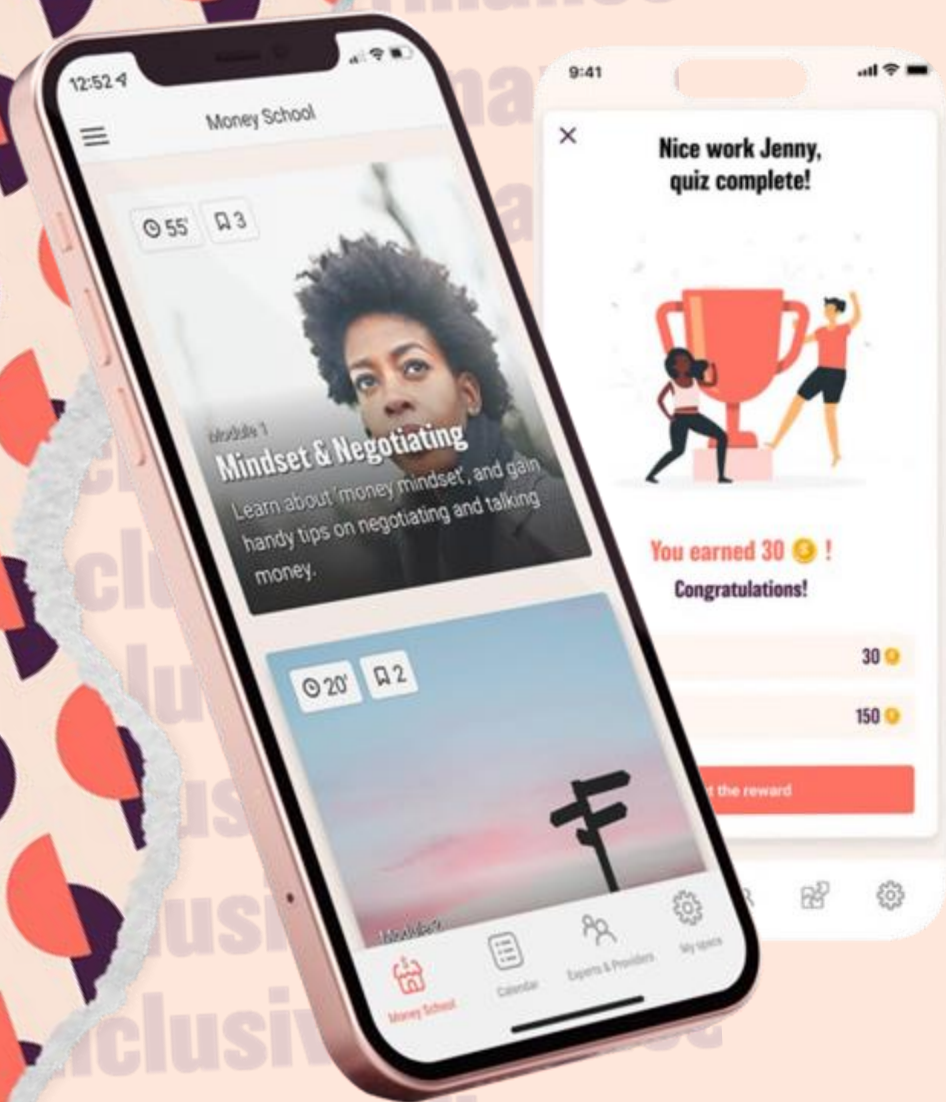 12:52
Money School
55' 3
Module 1
Mindset & Negotiating
Learn about 'money mindset', and gain
handy tips on negotiating and talking
money.
20' 2
Money School
Calendar
Experts & Providers
My space
9:41
Nice work Jenny,
quiz complete!
You earned 30 !
Congratulations!
30
150
the reward